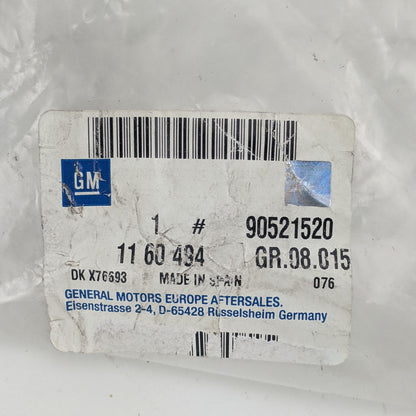 GM
1 # 90521520
11 60 494 GR.08.015
DK X76693 MADE IN SPAIN 076
GENERAL MOTORS EUROPE AFTERSALES.
Eisenstrasse 2-4, D-65428 Rüsselsheim Germany